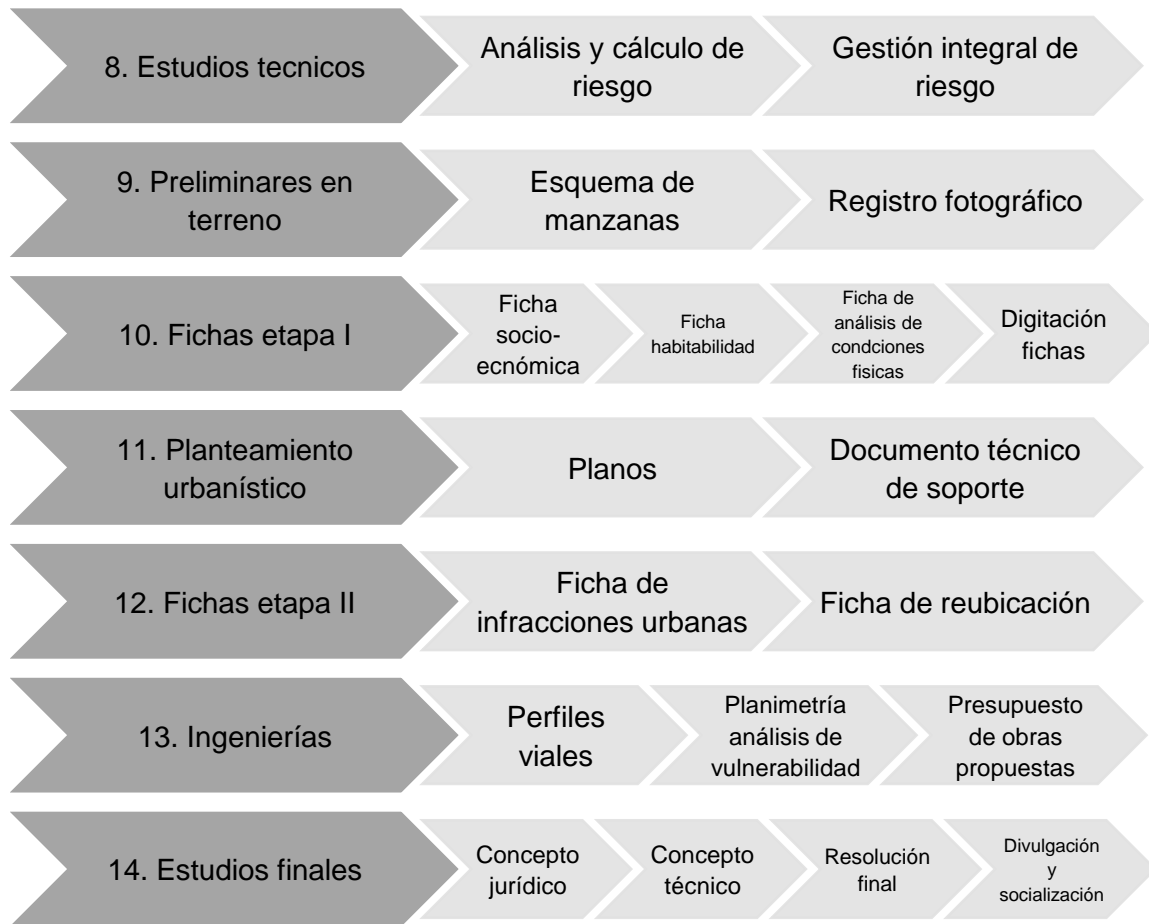 8. Estudios tecnicos
Análisis y cálculo de
riesgo
Gestión integral de
riesgo
9. Preliminares en
terreno
Esquema de
manzanas
Registro fotográfico
10. Fichas etapa I
Ficha
socio-
ecnómica
Ficha
habitabilidad
Ficha de
análisis de
condciones
fisicas
Digitación
fichas
11. Planteamiento
urbanístico
Planos
Documento técnico
de soporte
12. Fichas etapa II
Ficha de
infracciones urbanas
Ficha de reubicación
13. Ingenierías
Perfiles
viales
Planimetría
análisis de
vulnerabilidad
Presupuesto
de obras
propuestas
14. Estudios finales
Concepto
jurídico
Concepto
técnico
Resolución
final
Divulgación
y
socialización